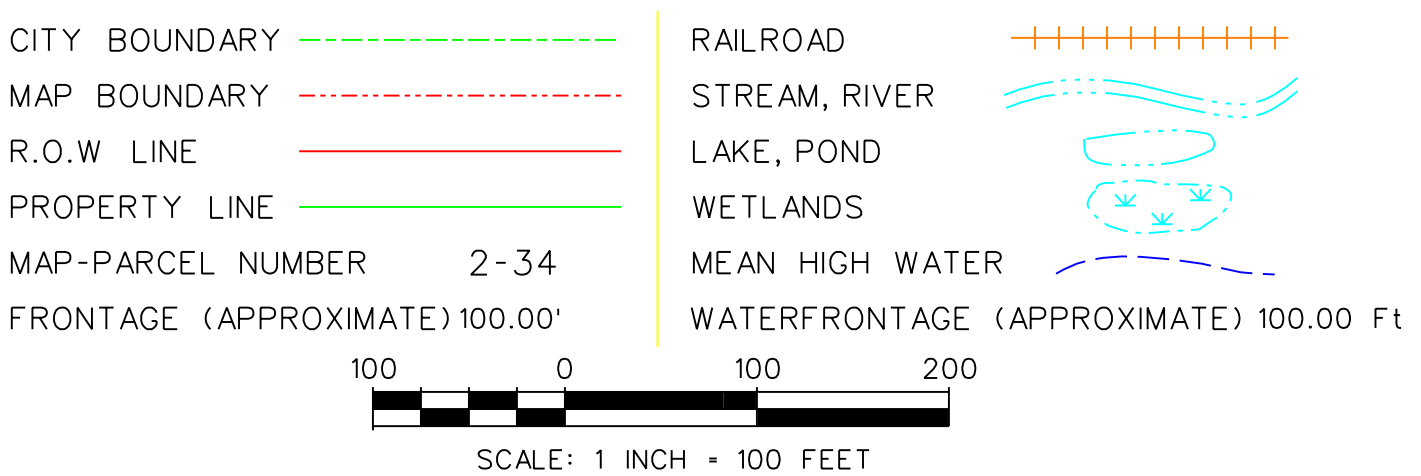 CITY BOUNDARY
MAP BOUNDARY
R.O.W LINE
PROPERTY LINE
MAP-PARCEL NUMBER 2-34
FRONTAGE (APPROXIMATE) 100.00'
RAILROAD
STREAM, RIVER
LAKE, POND
WETLANDS
MEAN HIGH WATER
WATERFRONTAGE (APPROXIMATE) 100.00 Ft
100 0 100 200
SCALE: 1 INCH = 100 FEET